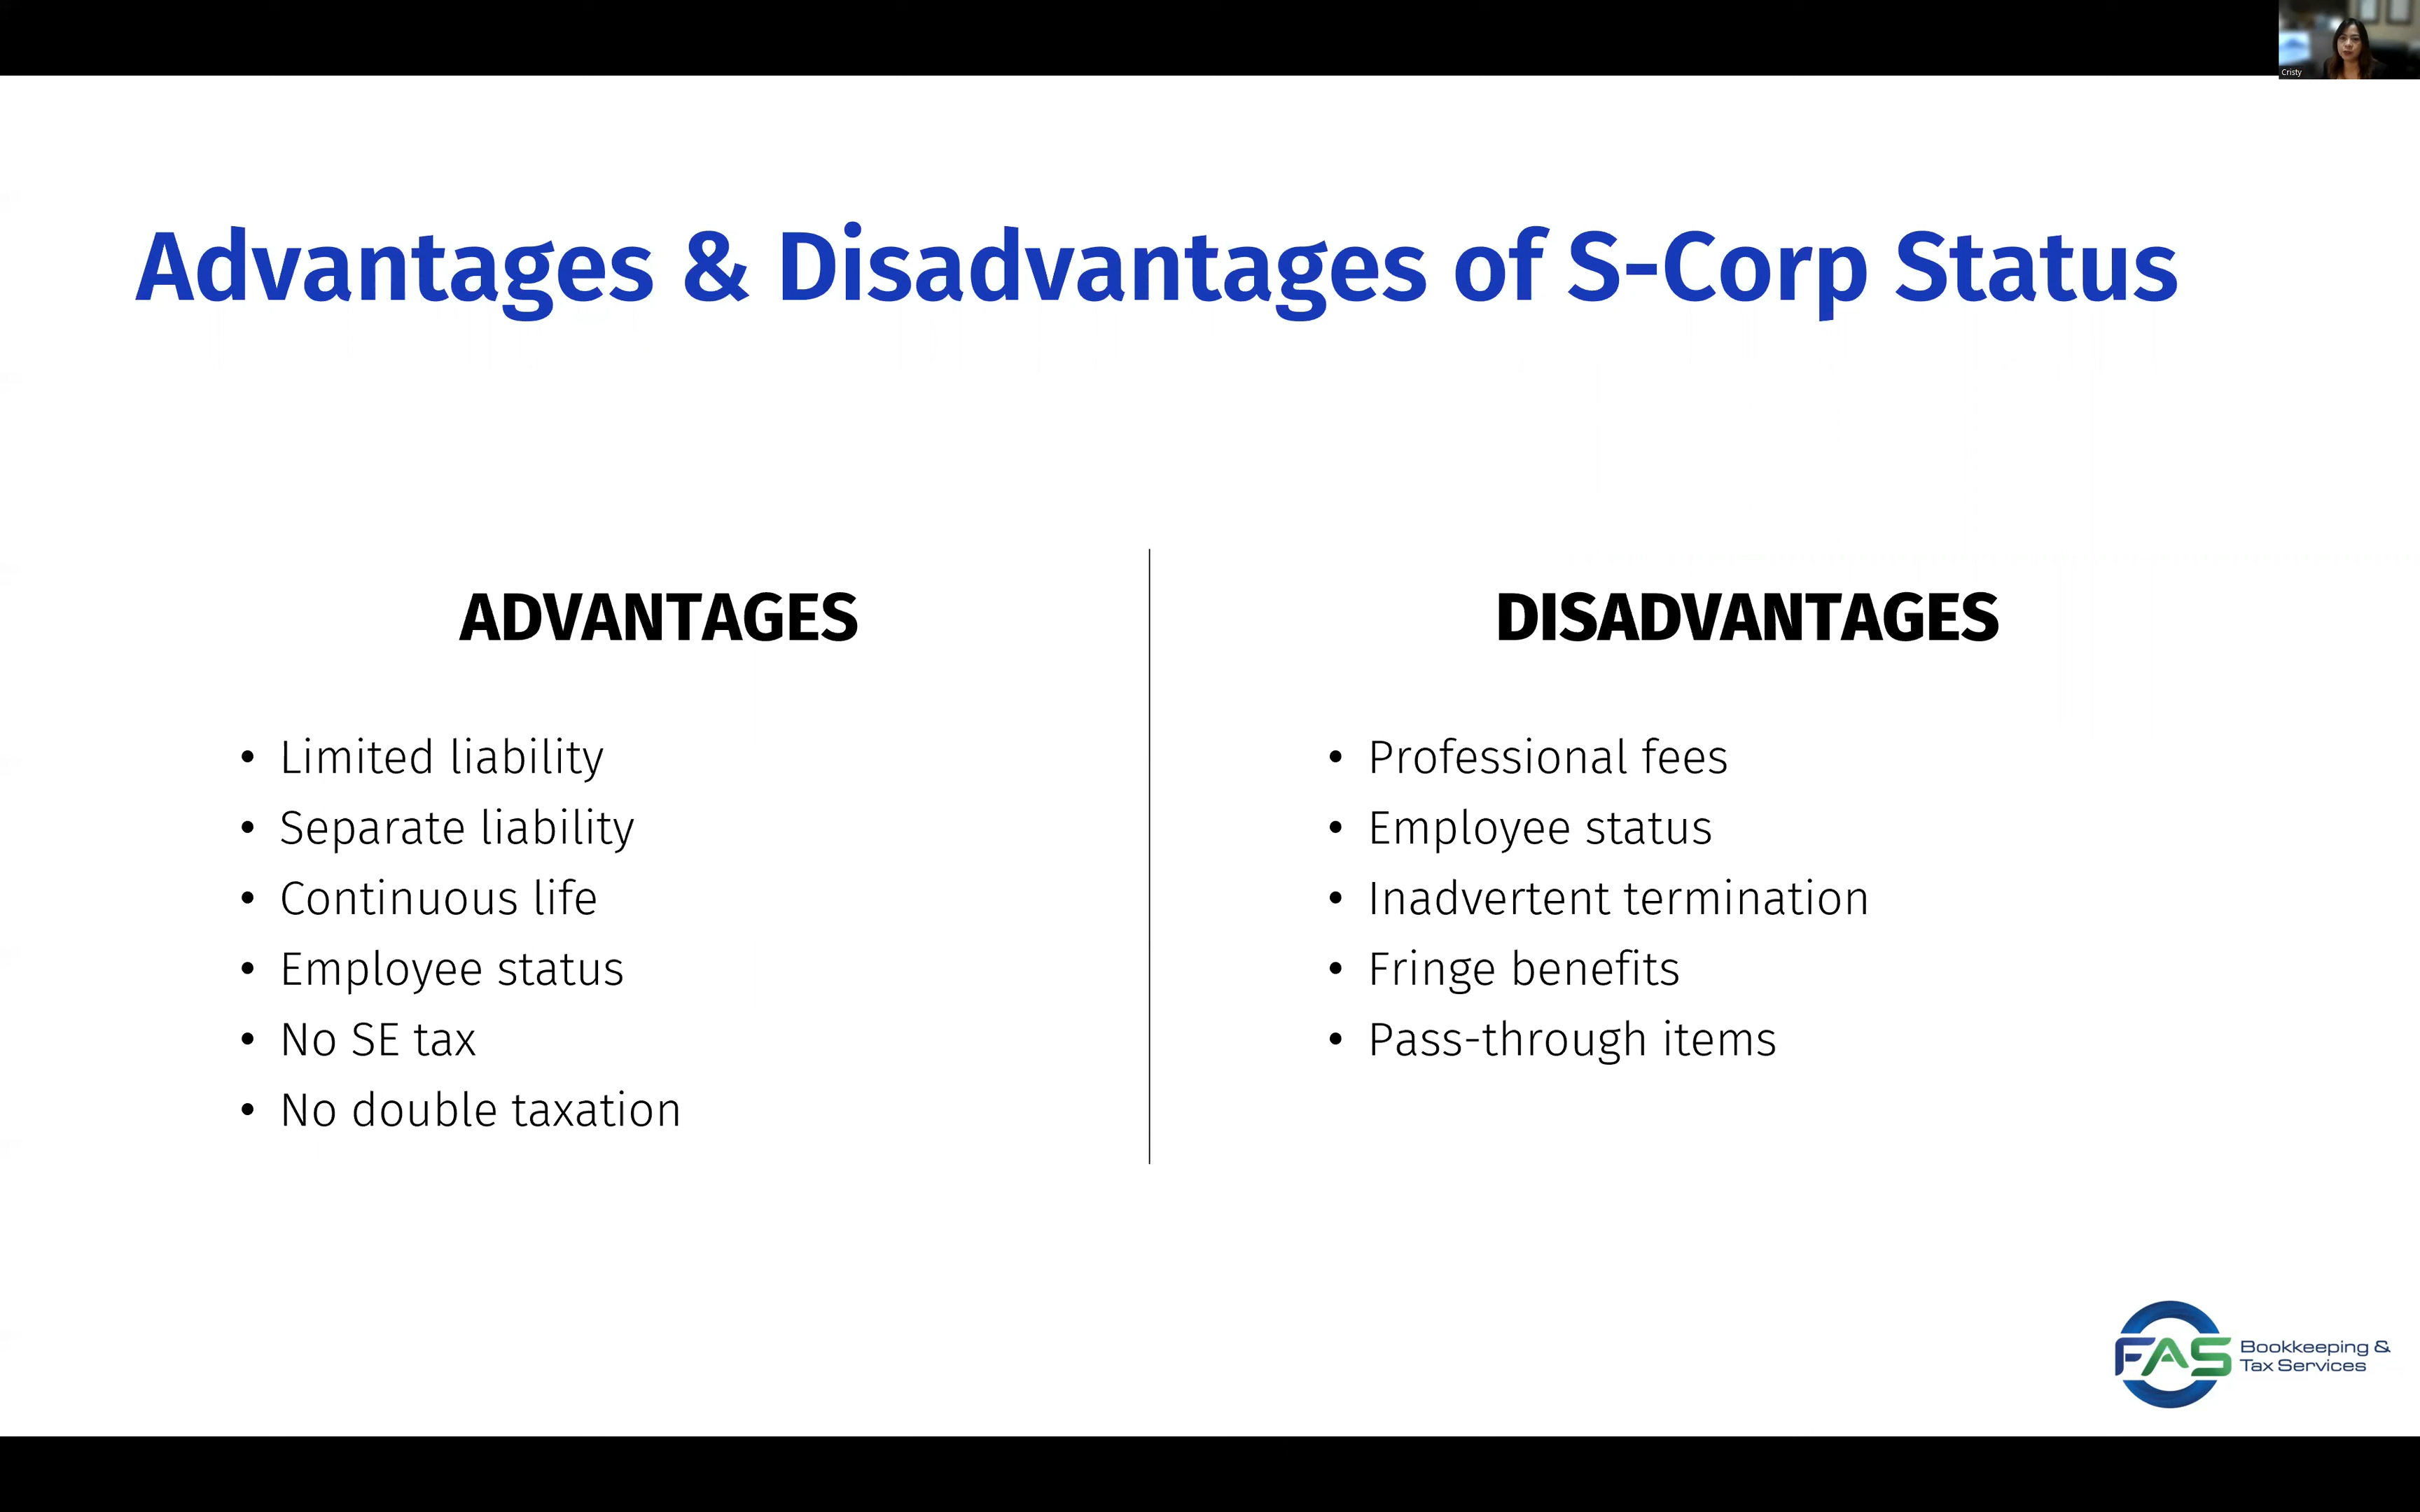 Cristy
Advantages & Disadvantages of S-Corp Status
ADVANTAGES
• Limited liability
• Separate liability
• Continuous life
• Employee status
• No SE tax
• No double taxation
DISADVANTAGES
• Professional fees
• Employee status
• Inadvertent termination
• Fringe benefits
• Pass-through items
FAS
Bookkeeping &
Tax Services